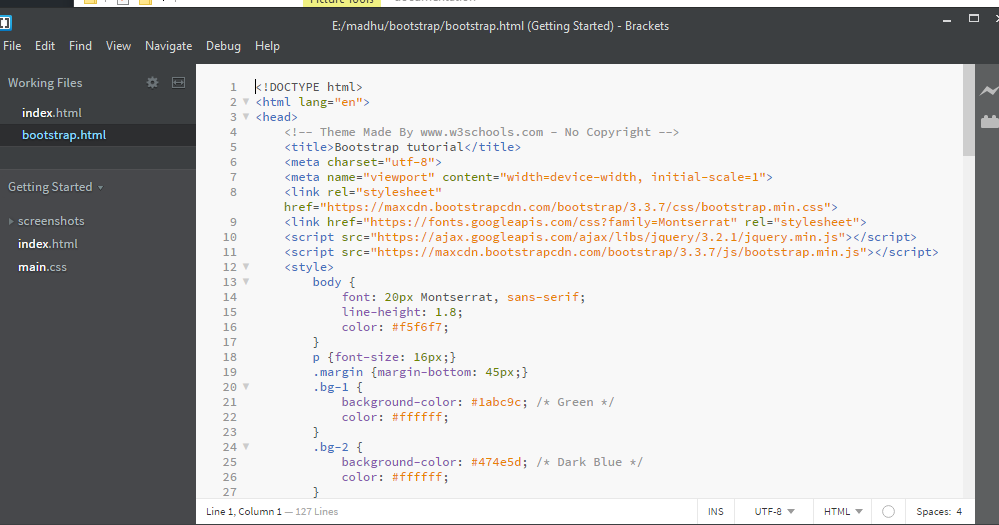 Picture Tools
documentation
E:/madhu/bootstrap/bootstrap.html (Getting Started) - Brackets
File Edit Find View Navigate Debug Help
Working Files
index.html
bootstrap.html
Getting Started
screenshots
index.html
main.css
1 <!DOCTYPE html>
2 <html lang="en">
3 <head>
4 <!-- Theme Made By www.w3schools.com - No Copyright -->
5 <title>Bootstrap tutorial</title>
6 <meta charset="utf-8">
7 <meta name="viewport" content="width=device-width, initial-scale=1">
8 <link rel="stylesheet"
href="https://maxcdn.bootstrapcdn.com/bootstrap/3.3.7/css/bootstrap.min.css">
9 <link href="https://fonts.googleapis.com/css?family=Montserrat" rel="stylesheet">
10 <script src="https://ajax.googleapis.com/ajax/libs/jquery/3.2.1/jquery.min.js"></script>
11 <script src="https://maxcdn.bootstrapcdn.com/bootstrap/3.3.7/js/bootstrap.min.js"></script>
12 <style>
13 body {
14 font: 20px Montserrat, sans-serif;
15 line-height: 1.8;
16 color: #f5f6f7;
17 }
18 p {font-size: 16px;}
19 .margin {margin-bottom: 45px;}
20 .bg-1 {
21 background-color: #1abc9c; /* Green */
22 color: #ffffff;
23 }
24 .bg-2 {
25 background-color: #474e5d; /* Dark Blue */
26 color: #ffffff;
27 }
Line 1, Column 1 — 127 Lines
INS UTF-8 HTML Spaces: 4